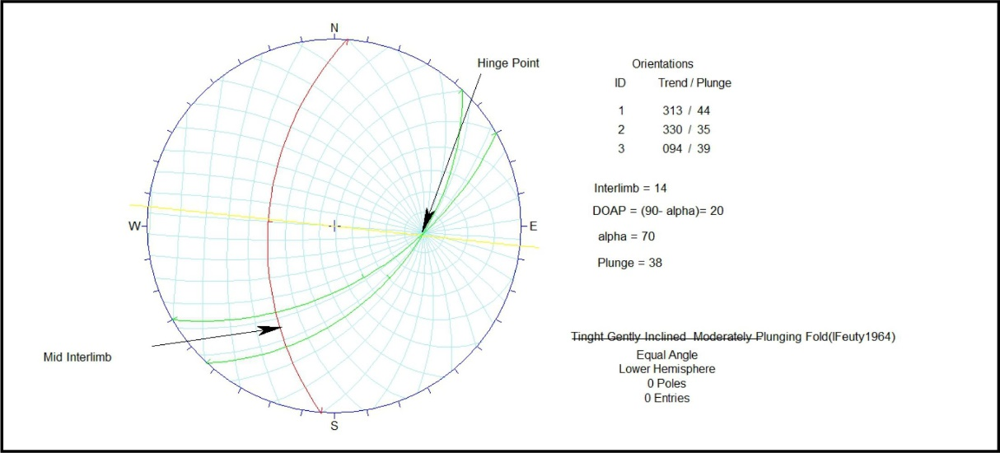 N
Hinge Point
W
E
S
Mid Interlimb
Orientations
ID Trend / Plunge
1 313 / 44
2 330 / 35
3 094 / 39
Interlimb = 14
DOAP = (90- alpha)= 20
alpha = 70
Plunge = 38
Tinght Gently Inclined Moderately Plunging Fold(lFeuty1964)
Equal Angle
Lower Hemisphere
0 Poles
0 Entries